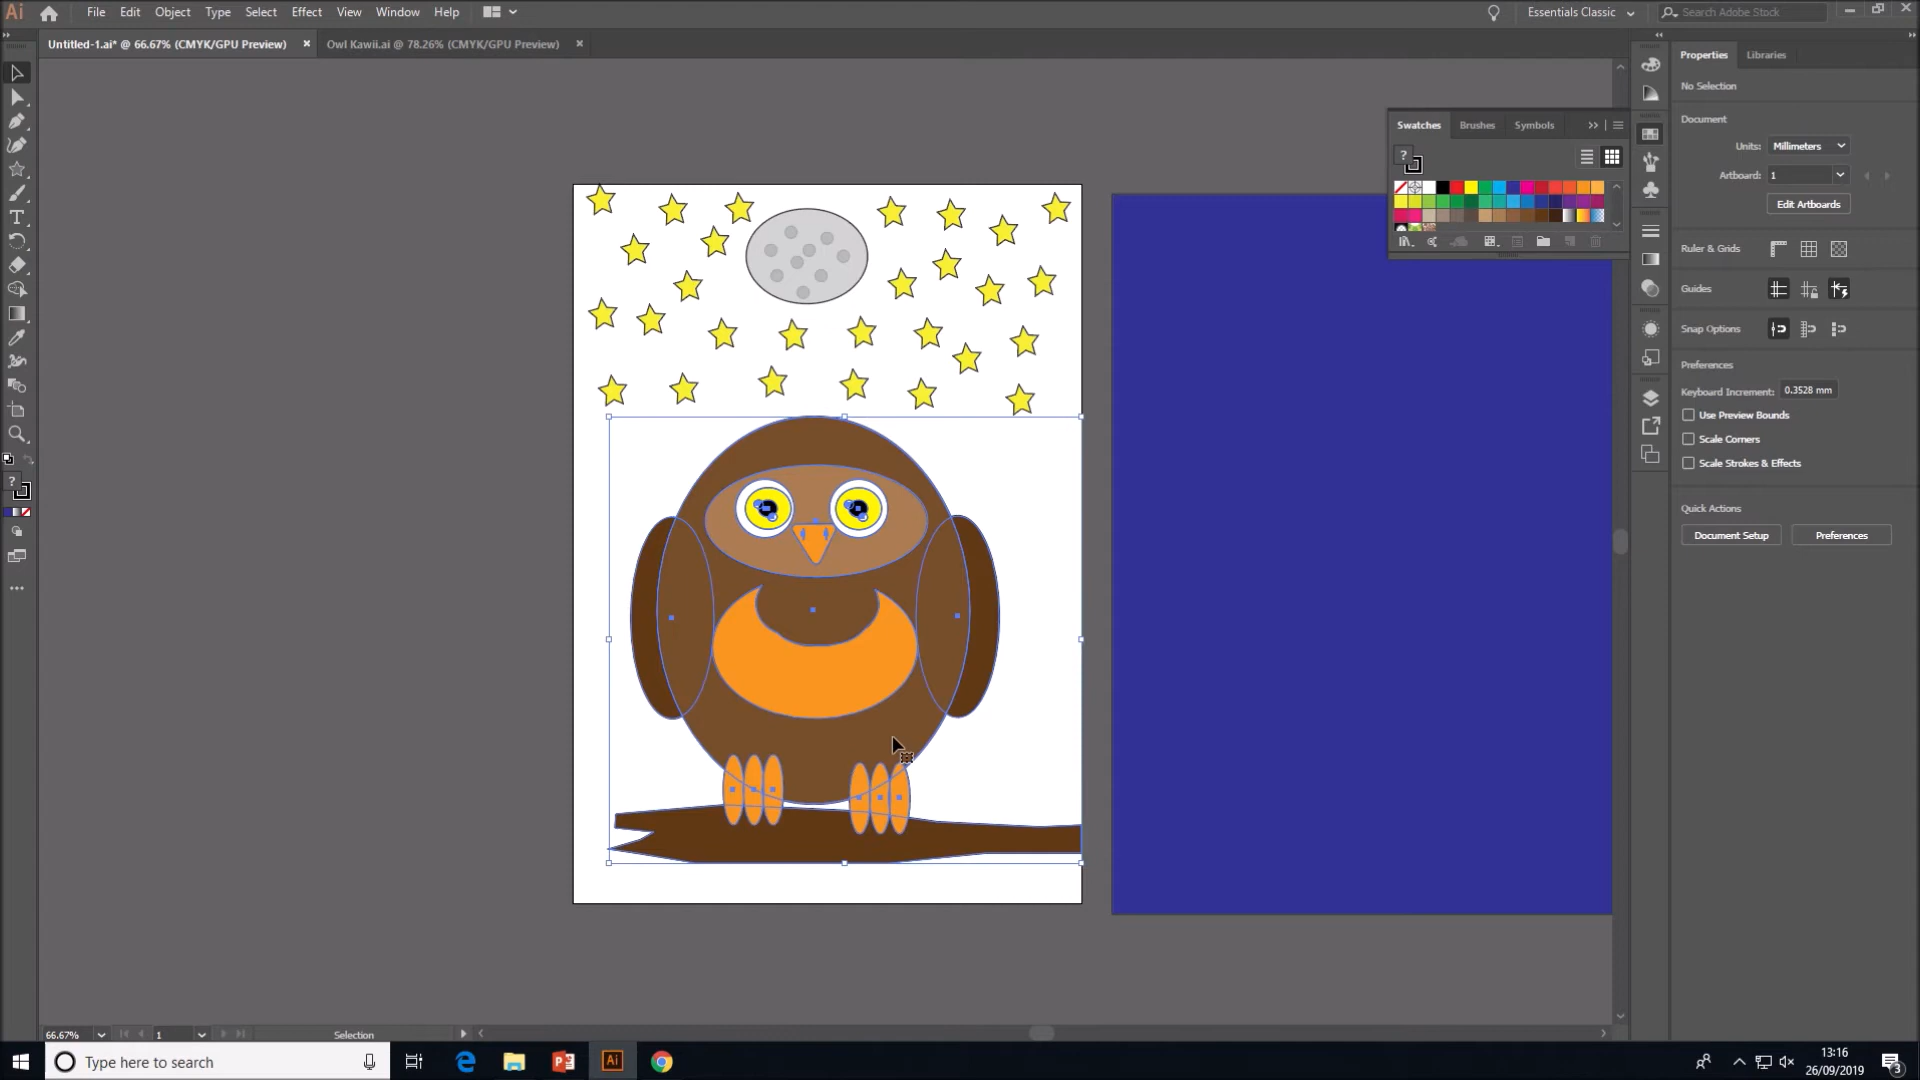 Ai File Edit Object Type Select Effect View Window Help Essentials Classic Search Adobe Stock
Untitled-1.ai* @ 66.67% (CMYK/GPU Preview) × Owl Kawii.ai @ 78.26% (CMYK/GPU Preview) ×
Properties Libraries
No Selection
Document
Swatches Brushes Symbols
Units: Millimeters
?
Artboard: 1
Edit Artboards
Ruler & Grids
Guides
Snap Options
Preferences
Keyboard Increment: 0.3528 mm
Use Preview Bounds
Scale Corners
Scale Strokes & Effects
?
Quick Actions
Document Setup Preferences
66.67% 1 Selection
Type here to search
Ai
13:16
26/09/2019
3